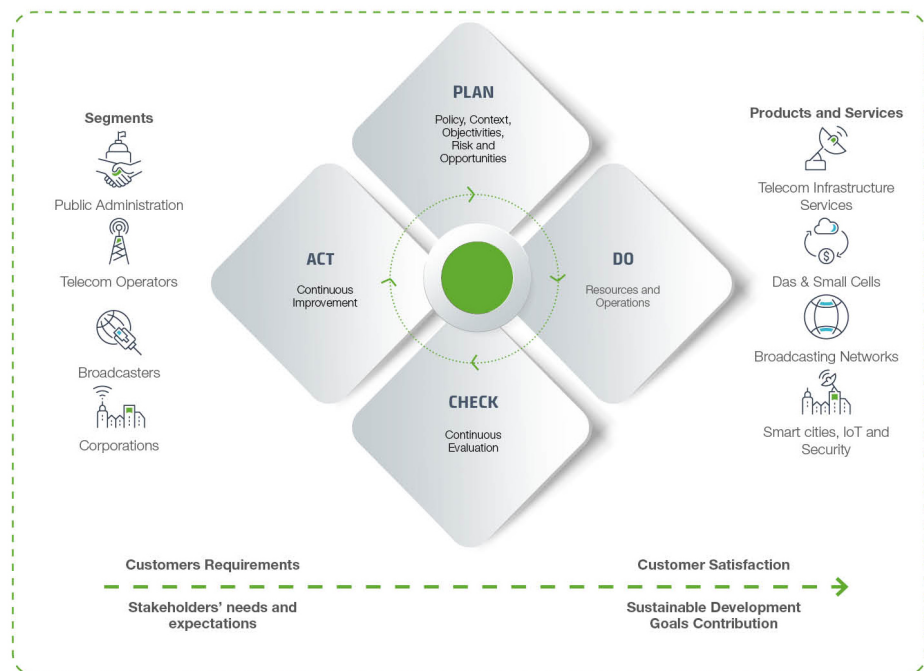 Segments
Public Administration
Telecom Operators
Broadcasters
Corporations
PLAN
Policy, Context,
Objectivities,
Risk and
Opportunities
ACT
Continuous
Improvement
DO
Resources and
Operations
CHECK
Continuous
Evaluation
Products and Services
Telecom Infrastructure
Services
$
Das & Small Cells
Broadcasting Networks
Smart cities, IoT and
Security
Customers Requirements
Stakeholders’ needs and
expectations
Customer Satisfaction
Sustainable Development
Goals Contribution